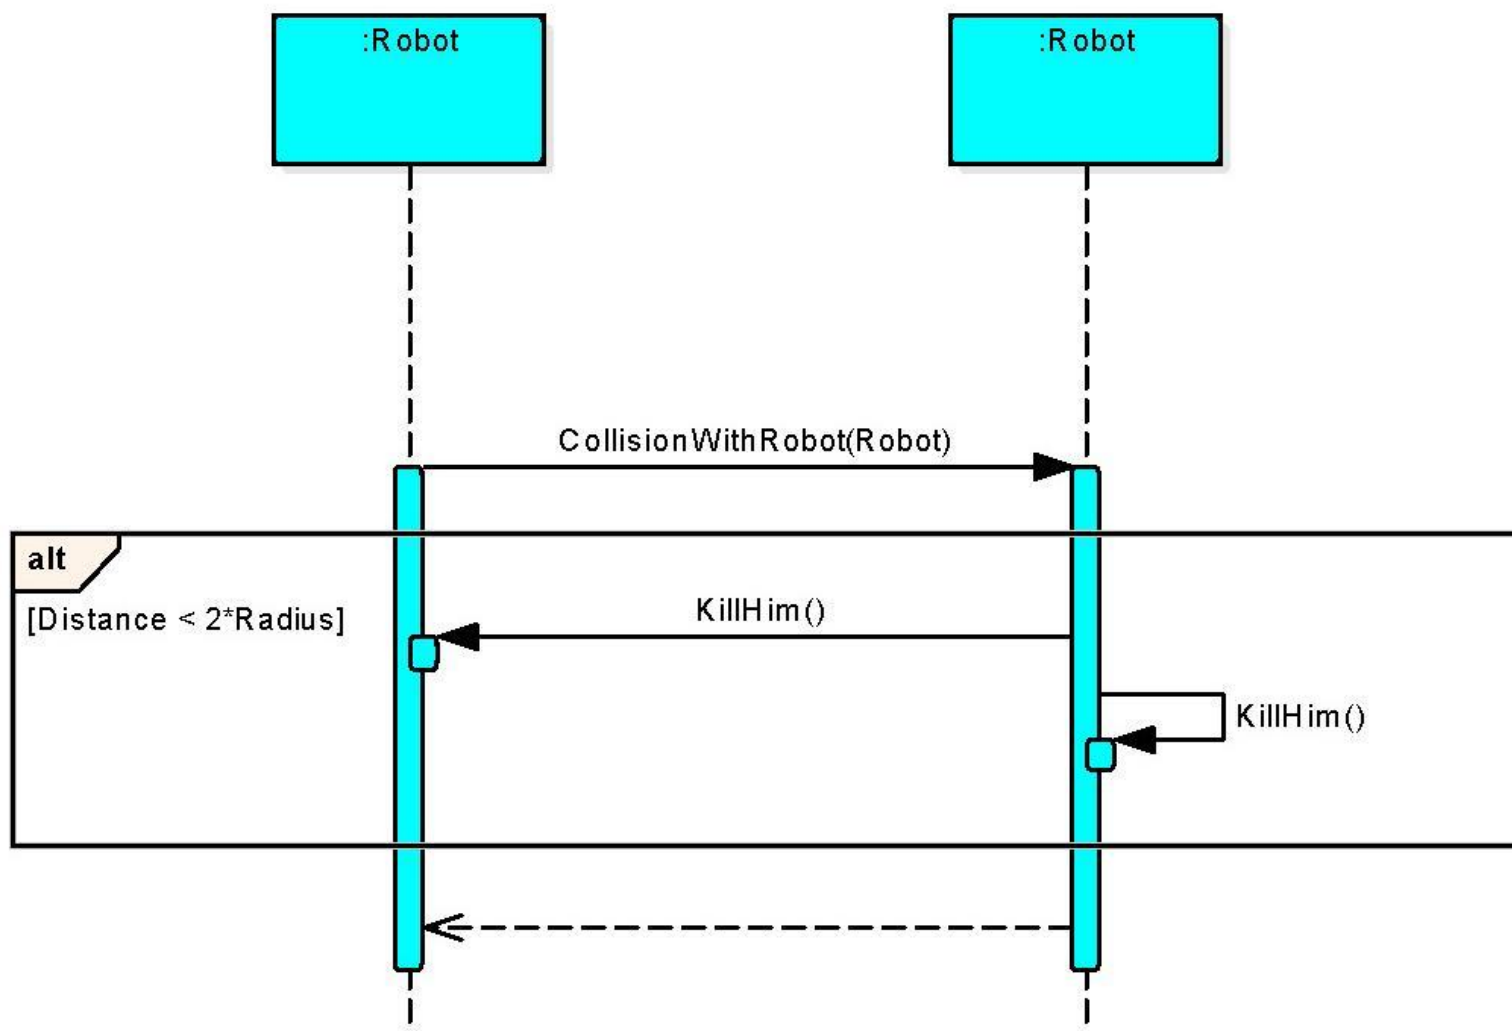 :Robot
:Robot
CollisionWithRobot(Robot)
alt
[Distance < 2*Radius]
KillHim()
KillHim()